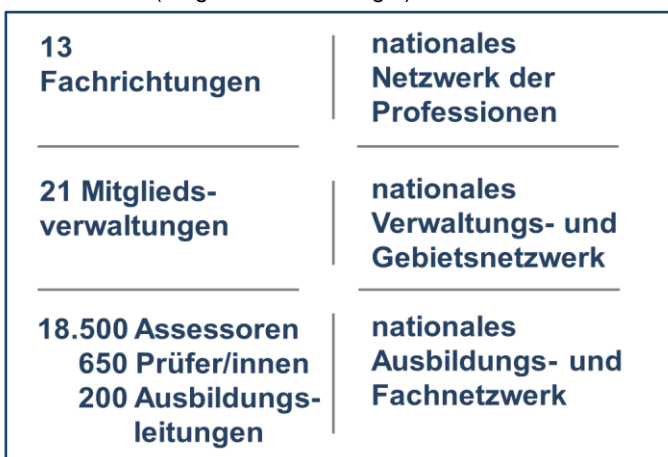 13
Fachrichtungen
nationales
Netzwerk der
Professionen
21 Mitglieds-
verwaltungen
nationales
Verwaltungs- und
Gebietsnetzwerk
18.500 Assessoren
650 Prüfer/innen
200 Ausbildungs-
leitungen
nationales
Ausbildungs- und
Fachnetzwerk